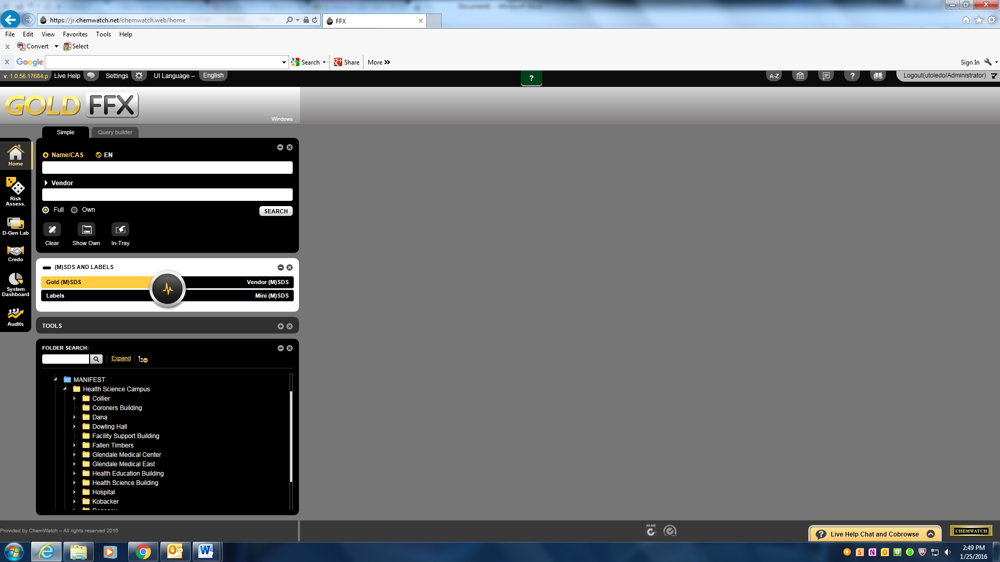 https://jr.chemwatch.net/chemwatch.web/home
FFX
File Edit View Favorites Tools Help
x Convert Select
x Google Search Share More »
Sign In
v. 1.0.56.17684.p Live Help Settings UI Language – English
?
A-Z ? Logout(utoledo/Administrator)
GOLD FFX
Windows
Simple Query builder
Home
Risk Assess.
D-Gen Lab
Credo
System Dashboard
Audits
Name/CAS EN
Vendor
Full Own SEARCH
Clear Show Own In-Tray
(M)SDS AND LABELS
Gold (M)SDS Vendor (M)SDS
Labels Mini (M)SDS
TOOLS
FOLDER SEARCH:
Expand
MANIFEST
Health Science Campus
Collier
Coroners Building
Dana
Dowling Hall
Facility Support Building
Fallen Timbers
Glendale Medical Center
Glendale Medical East
Health Education Building
Health Science Building
Hospital
Kobacker
Provided by ChemWatch – All rights reserved 2016
? Live Help Chat and Cobrowse
CHEMWATCH
2:49 PM
1/25/2016